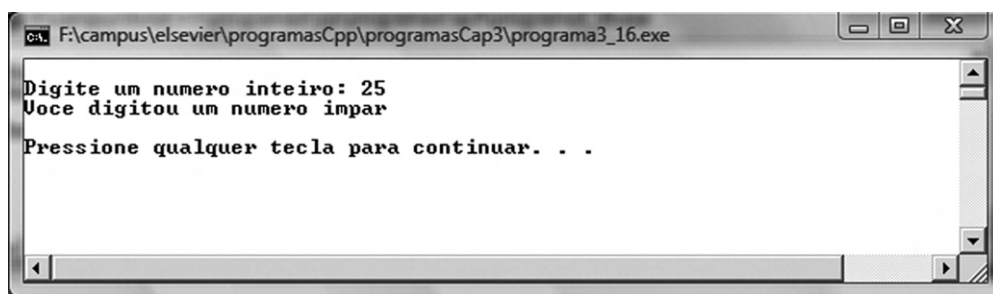 F:\campus\elsevier\programasCpp\programasCap3\programa3_16.exe
Digite um numero inteiro: 25
Voce digitou um numero impar
Pressione qualquer tecla para continuar. . .